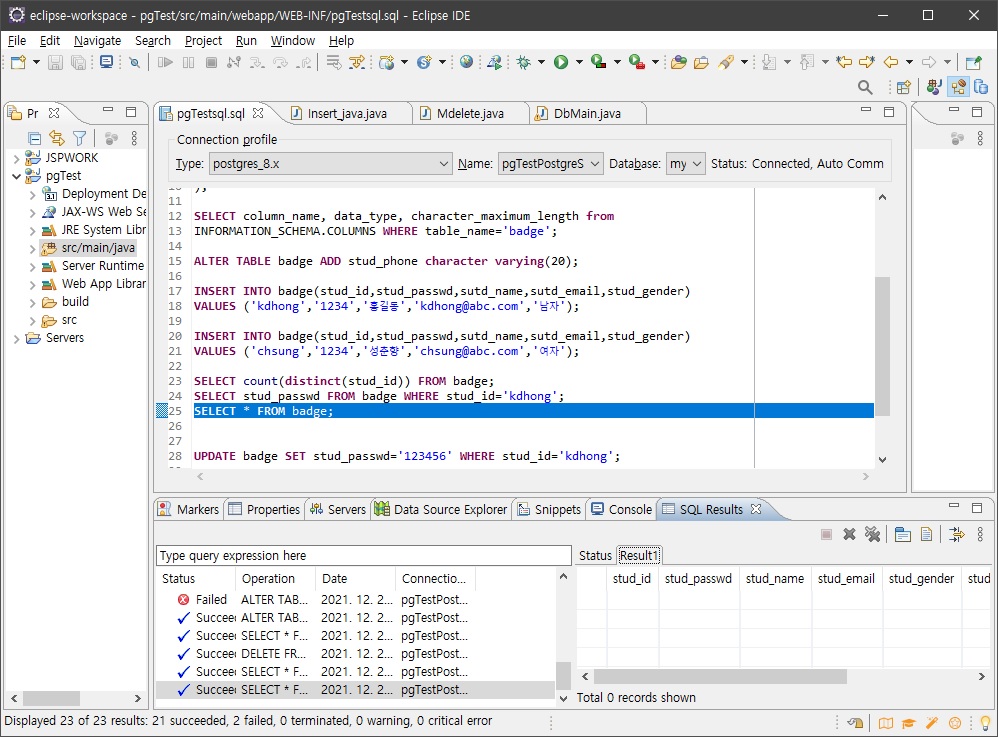 eclipse-workspace - pgTest/src/main/webapp/WEB-INF/pgTestsql.sql - Eclipse IDE
File Edit Navigate Search Project Run Window Help
Pr
pgTestsql.sql Insert_java.java Mdelete.java DbMain.java
Connection profile
Type: postgres_8.x Name: pgTestPostgreS Database: my Status: Connected, Auto Comm
JSPWORK
pgTest
Deployment De
JAX-WS Web Se
JRE System Libr
src/main/java
Server Runtime
Web App Librar
build
src
Servers
10 );
11
12 SELECT column_name, data_type, character_maximum_length from
13 INFORMATION_SCHEMA.COLUMNS WHERE table_name='badge';
14
15 ALTER TABLE badge ADD stud_phone character varying(20);
16
17 INSERT INTO badge(stud_id,stud_passwd,sutd_name,sutd_email,stud_gender)
18 VALUES ('kdhong','1234','홍길동','kdhong@abc.com','남자');
19
20 INSERT INTO badge(stud_id,stud_passwd,sutd_name,sutd_email,stud_gender)
21 VALUES ('chsung','1234','성춘향','chsung@abc.com','여자');
22
23 SELECT count(distinct(stud_id)) FROM badge;
24 SELECT stud_passwd FROM badge WHERE stud_id='kdhong';
25 SELECT * FROM badge;
26
27
28 UPDATE badge SET stud_passwd='123456' WHERE stud_id='kdhong';
Markers Properties Servers Data Source Explorer Snippets Console SQL Results
Type query expression here
Status Operation Date Connectio...
Failed ALTER TAB... 2021. 12. 2... pgTestPost...
Succee ALTER TAB... 2021. 12. 2... pgTestPost...
Succee SELECT * F... 2021. 12. 2... pgTestPost...
Succee DELETE FR... 2021. 12. 2... pgTestPost...
Succee SELECT * F... 2021. 12. 2... pgTestPost...
Succee SELECT * F... 2021. 12. 2... pgTestPost...
Status Result1
stud_id stud_passwd stud_name stud_email stud_gender stud
Total 0 records shown
Displayed 23 of 23 results: 21 succeeded, 2 failed, 0 terminated, 0 warning, 0 critical error